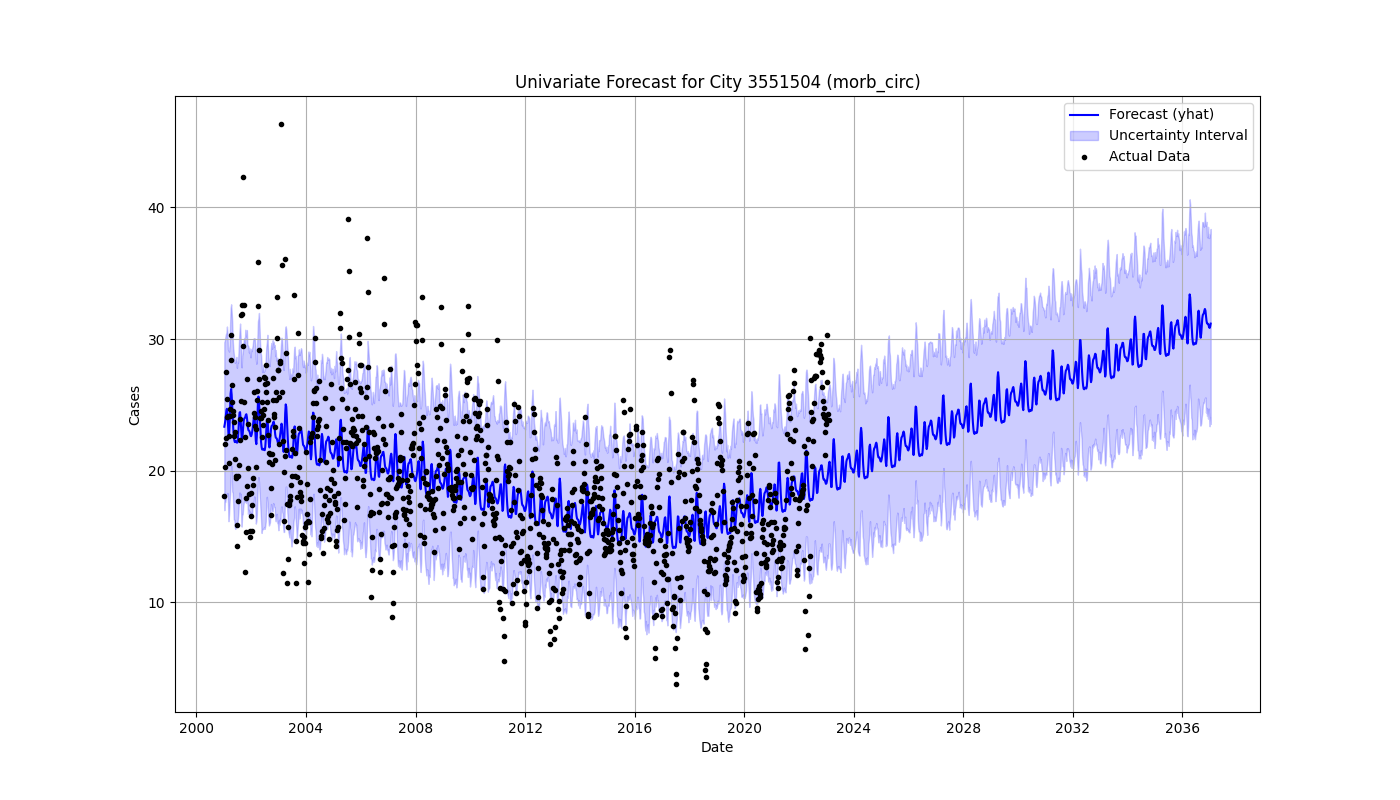 Univariate Forecast for City 3551504 (morb_circ)
Forecast (yhat)
Uncertainty Interval
Actual Data
Cases
40
30
20
10
2000 2004 2008 2012 2016 2020 2024 2028 2032 2036
Date